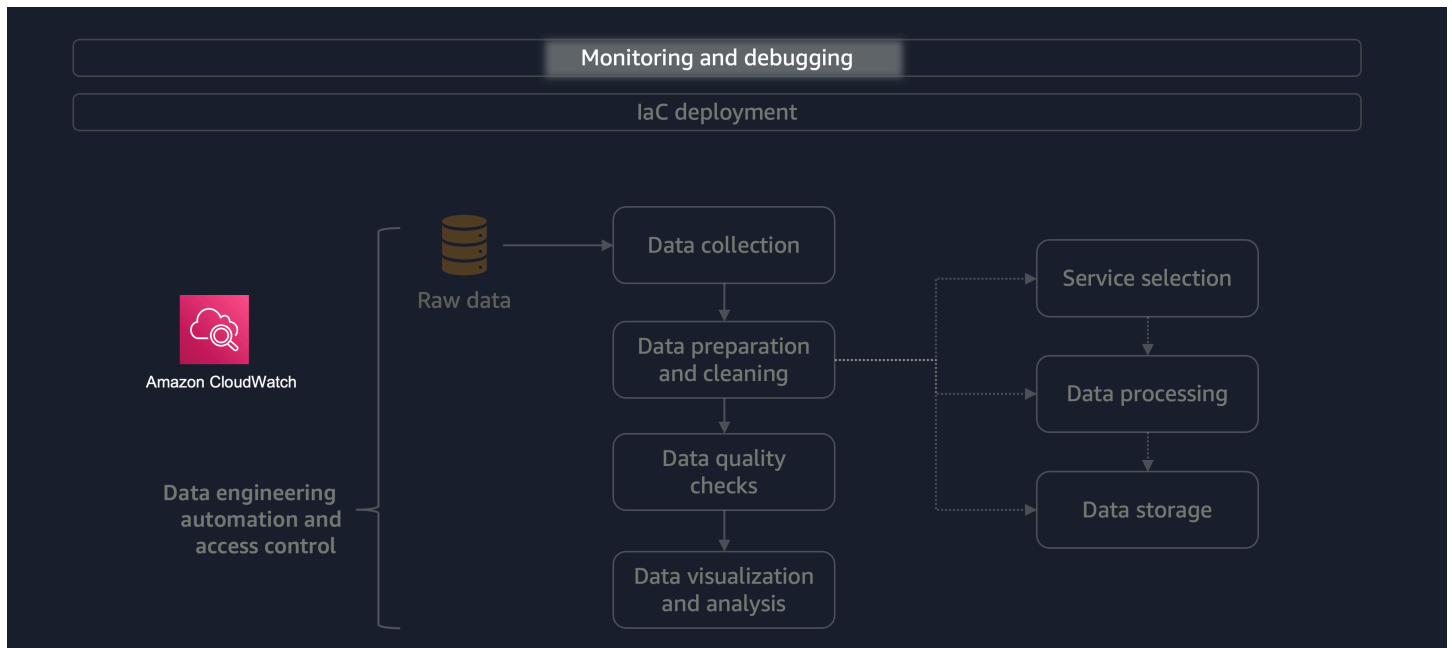 Monitoring and debugging
IaC deployment
Raw data
Data collection
Data preparation
and cleaning
Data quality
checks
Data visualization
and analysis
Service selection
Data processing
Data storage
Amazon CloudWatch
Data engineering
automation and
access control